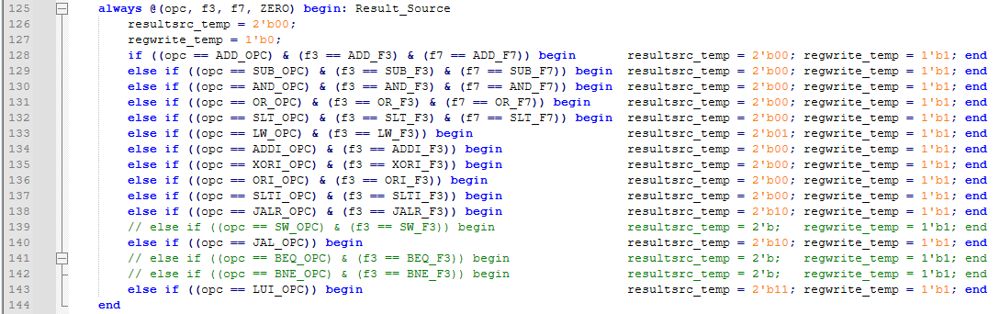 125 always @(opc, f3, f7, ZERO) begin: Result_Source
126 resultsrc_temp = 2'b00;
127 regwrite_temp = 1'b0;
128 if ((opc == ADD_OPC) & (f3 == ADD_F3) & (f7 == ADD_F7)) begin resultsrc_temp = 2'b00; regwrite_temp = 1'b1; end
129 else if ((opc == SUB_OPC) & (f3 == SUB_F3) & (f7 == SUB_F7)) begin resultsrc_temp = 2'b00; regwrite_temp = 1'b1; end
130 else if ((opc == AND_OPC) & (f3 == AND_F3) & (f7 == AND_F7)) begin resultsrc_temp = 2'b00; regwrite_temp = 1'b1; end
131 else if ((opc == OR_OPC) & (f3 == OR_F3) & (f7 == OR_F7)) begin resultsrc_temp = 2'b00; regwrite_temp = 1'b1; end
132 else if ((opc == SLT_OPC) & (f3 == SLT_F3) & (f7 == SLT_F7)) begin resultsrc_temp = 2'b00; regwrite_temp = 1'b1; end
133 else if ((opc == LW_OPC) & (f3 == LW_F3)) begin resultsrc_temp = 2'b01; regwrite_temp = 1'b1; end
134 else if ((opc == ADDI_OPC) & (f3 == ADDI_F3)) begin resultsrc_temp = 2'b00; regwrite_temp = 1'b1; end
135 else if ((opc == XORI_OPC) & (f3 == XORI_F3)) begin resultsrc_temp = 2'b00; regwrite_temp = 1'b1; end
136 else if ((opc == ORI_OPC) & (f3 == ORI_F3)) begin resultsrc_temp = 2'b00; regwrite_temp = 1'b1; end
137 else if ((opc == SLTI_OPC) & (f3 == SLTI_F3)) begin resultsrc_temp = 2'b00; regwrite_temp = 1'b1; end
138 else if ((opc == JALR_OPC) & (f3 == JALR_F3)) begin resultsrc_temp = 2'b10; regwrite_temp = 1'b1; end
139 // else if ((opc == SW_OPC) & (f3 == SW_F3)) begin resultsrc_temp = 2'b; regwrite_temp = 1'b1; end
140 else if ((opc == JAL_OPC)) begin resultsrc_temp = 2'b10; regwrite_temp = 1'b1; end
141 // else if ((opc == BEQ_OPC) & (f3 == BEQ_F3)) begin resultsrc_temp = 2'b; regwrite_temp = 1'b1; end
142 // else if ((opc == BNE_OPC) & (f3 == BNE_F3)) begin resultsrc_temp = 2'b; regwrite_temp = 1'b1; end
143 else if ((opc == LUI_OPC)) begin resultsrc_temp = 2'b11; regwrite_temp = 1'b1; end
144 end